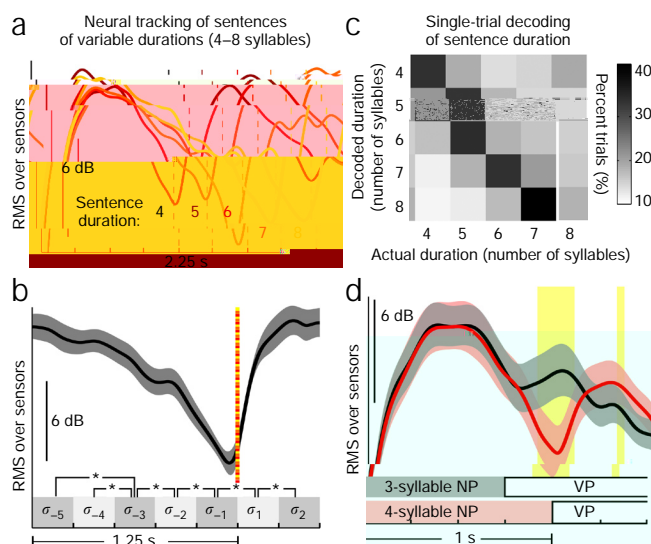 a
Neural tracking of sentences
of variable durations (4–8 syllables)
RMS over sensors
6 dB
Sentence
duration:
4
5
6
7
8
2.25 s
c
Single-trial decoding
of sentence duration
Decoded duration
(number of syllables)
4
5
6
7
8
4 5 6 7 8
Actual duration (number of syllables)
Percent trials
(%)
40
30
20
10
b
RMS over sensors
6 dB
* * * * * *
σ–5 σ–4 σ–3 σ–2 σ–1 σ1 σ2
1.25 s
d
RMS over sensors
6 dB
3-syllable NP VP
4-syllable NP VP
1 s